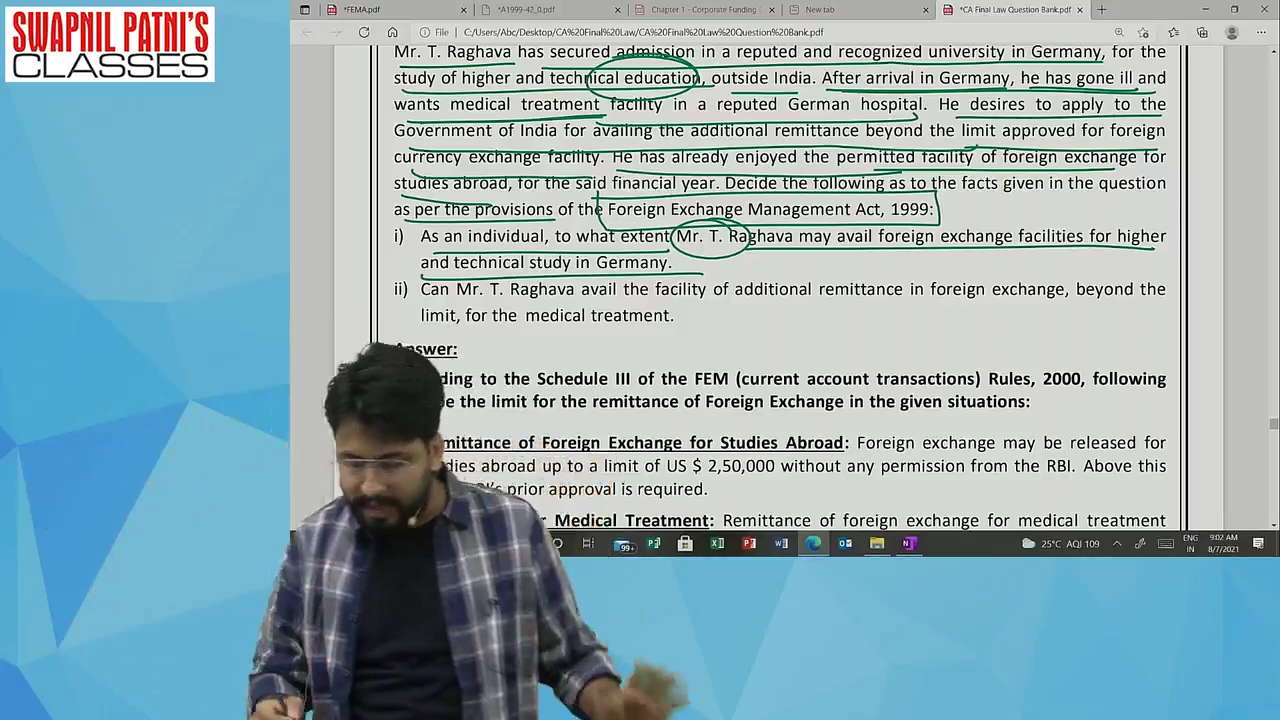 SWAPNIL PATNI'S
CLASSES
*FEMA.pdf
*A1999-42_0.pdf
Chapter 1 - Corporate Funding
New tab
*CA Final Law Question Bank.pdf
File
C:/Users/Abc/Desktop/CA%20Final%20Law/CA%20Final%20Law%20Question%20Bank.pdf
Mr. T. Raghava has secured admission in a reputed and recognized university in Germany, for the
study of higher and technical education, outside India. After arrival in Germany, he has gone ill and
wants medical treatment facility in a reputed German hospital. He desires to apply to the
Government of India for availing the additional remittance beyond the limit approved for foreign
currency exchange facility. He has already enjoyed the permitted facility of foreign exchange for
studies abroad, for the said financial year. Decide the following as to the facts given in the question
as per the provisions of the Foreign Exchange Management Act, 1999:
i) As an individual, to what extent Mr. T. Raghava may avail foreign exchange facilities for higher
and technical study in Germany.
ii) Can Mr. T. Raghava avail the facility of additional remittance in foreign exchange, beyond the
limit, for the medical treatment.
Answer:
to the Schedule III of the FEM (current account transactions) Rules, 2000, following
the limit for the remittance of Foreign Exchange in the given situations:
of Foreign Exchange for Studies Abroad: Foreign exchange may be released for
abroad up to a limit of US $ 2,50,000 without any permission from the RBI. Above this
prior approval is required.
Medical Treatment: Remittance of foreign exchange for medical treatment
99+
25°C AQI 109
ENG
IN
9:02 AM
8/7/2021